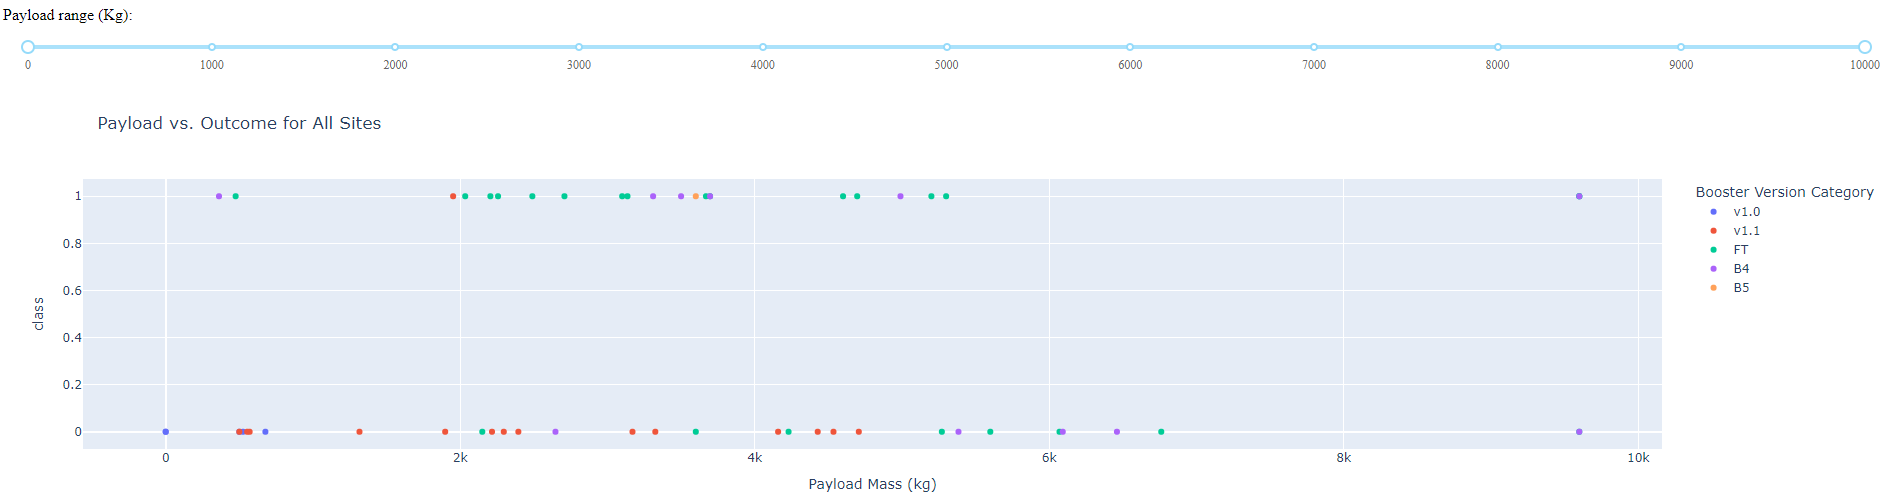 Payload range (Kg):
0 1000 2000 3000 4000 5000 6000 7000 8000 9000 10000
Payload vs. Outcome for All Sites
1
0.8
0.6
0.4
0.2
0
class
0 2k 4k 6k 8k 10k
Payload Mass (kg)
Booster Version Category
v1.0
v1.1
FT
B4
B5